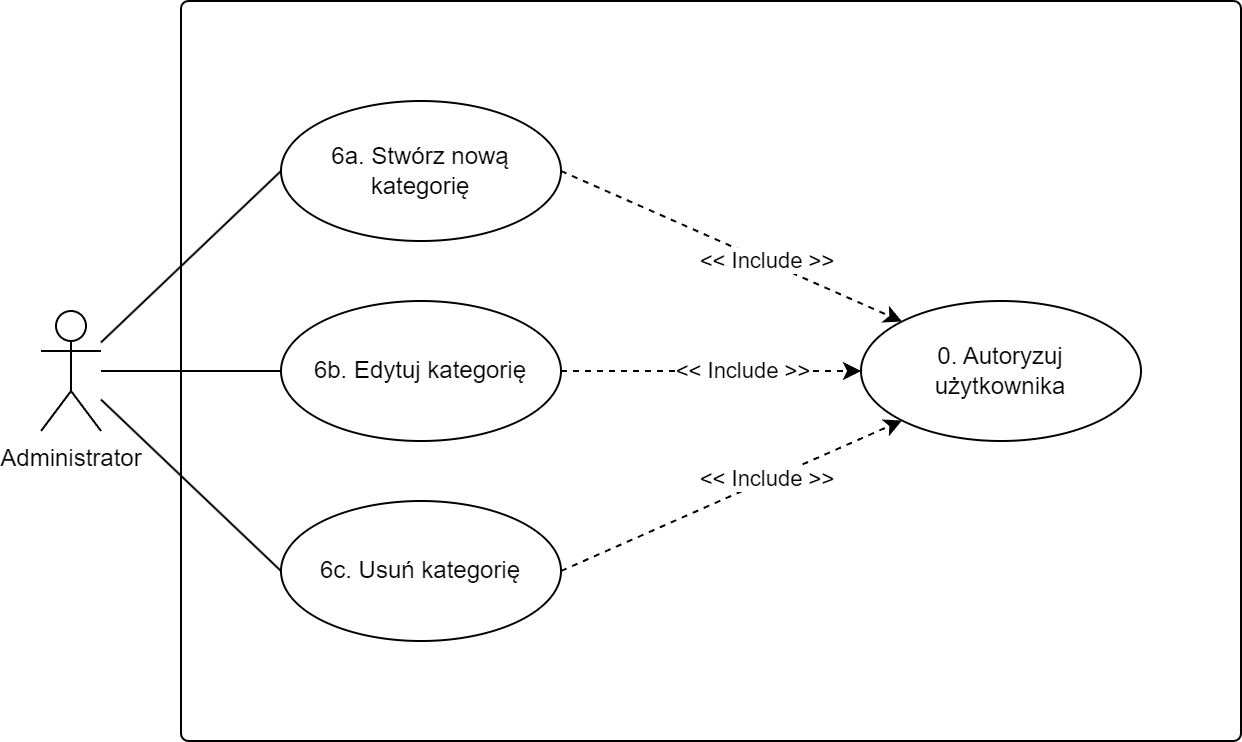 6a. Stwórz nową
kategorię
<< Include >>
6b. Edytuj kategorię
<< Include >>
0. Autoryzuj
użytkownika
Administrator
<< Include >>
6c. Usuń kategorię